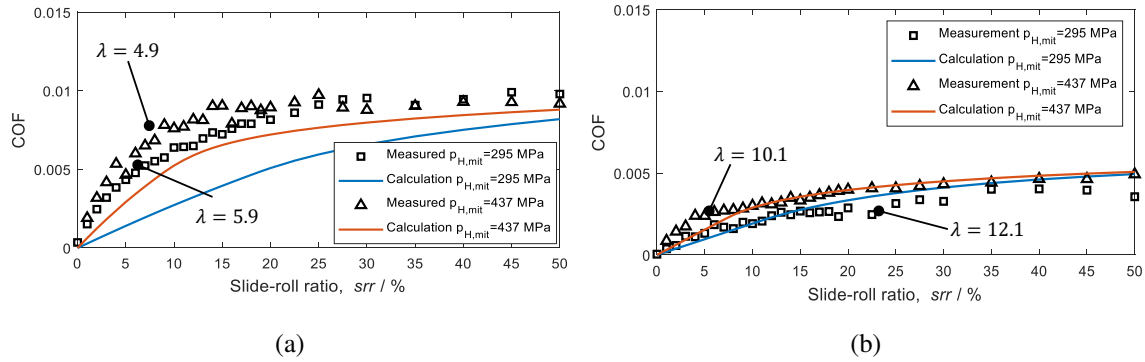 (a)
0.015
0.01
0.005
0
COF
0 5 10 15 20 25 30 35 40 45 50
Slide-roll ratio, srr / %
λ = 4.9
λ = 5.9
Measured p_H,mit=295 MPa
Calculation p_H,mit=295 MPa
Measured p_H,mit=437 MPa
Calculation p_H,mit=437 MPa
(b)
0.015
0.01
0.005
0
COF
0 5 10 15 20 25 30 35 40 45 50
Slide-roll ratio, srr / %
Measurement p_H,mit=295 MPa
Calculation p_H,mit=295 MPa
Measurement p_H,mit=437 MPa
Calculation p_H,mit=437 MPa
λ = 10.1
λ = 12.1